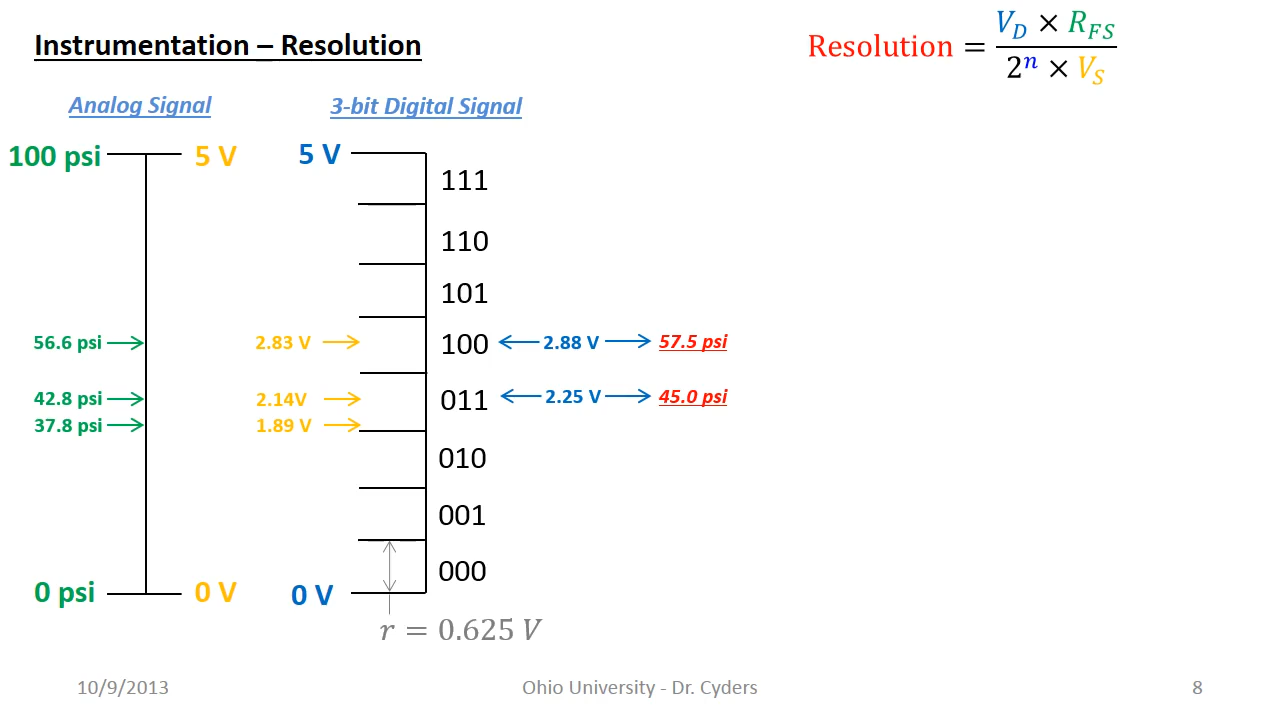 Instrumentation – Resolution
Resolution = \frac{V_D × R_{FS}}{2^n × V_S}
Analog Signal
3-bit Digital Signal
100 psi
5 V
5 V
111
110
101
56.6 psi
2.83 V
100
2.88 V
57.5 psi
42.8 psi
2.14V
011
2.25 V
45.0 psi
37.8 psi
1.89 V
010
001
000
0 psi
0 V
0 V
r = 0.625 V
10/9/2013
Ohio University - Dr. Cyders
8